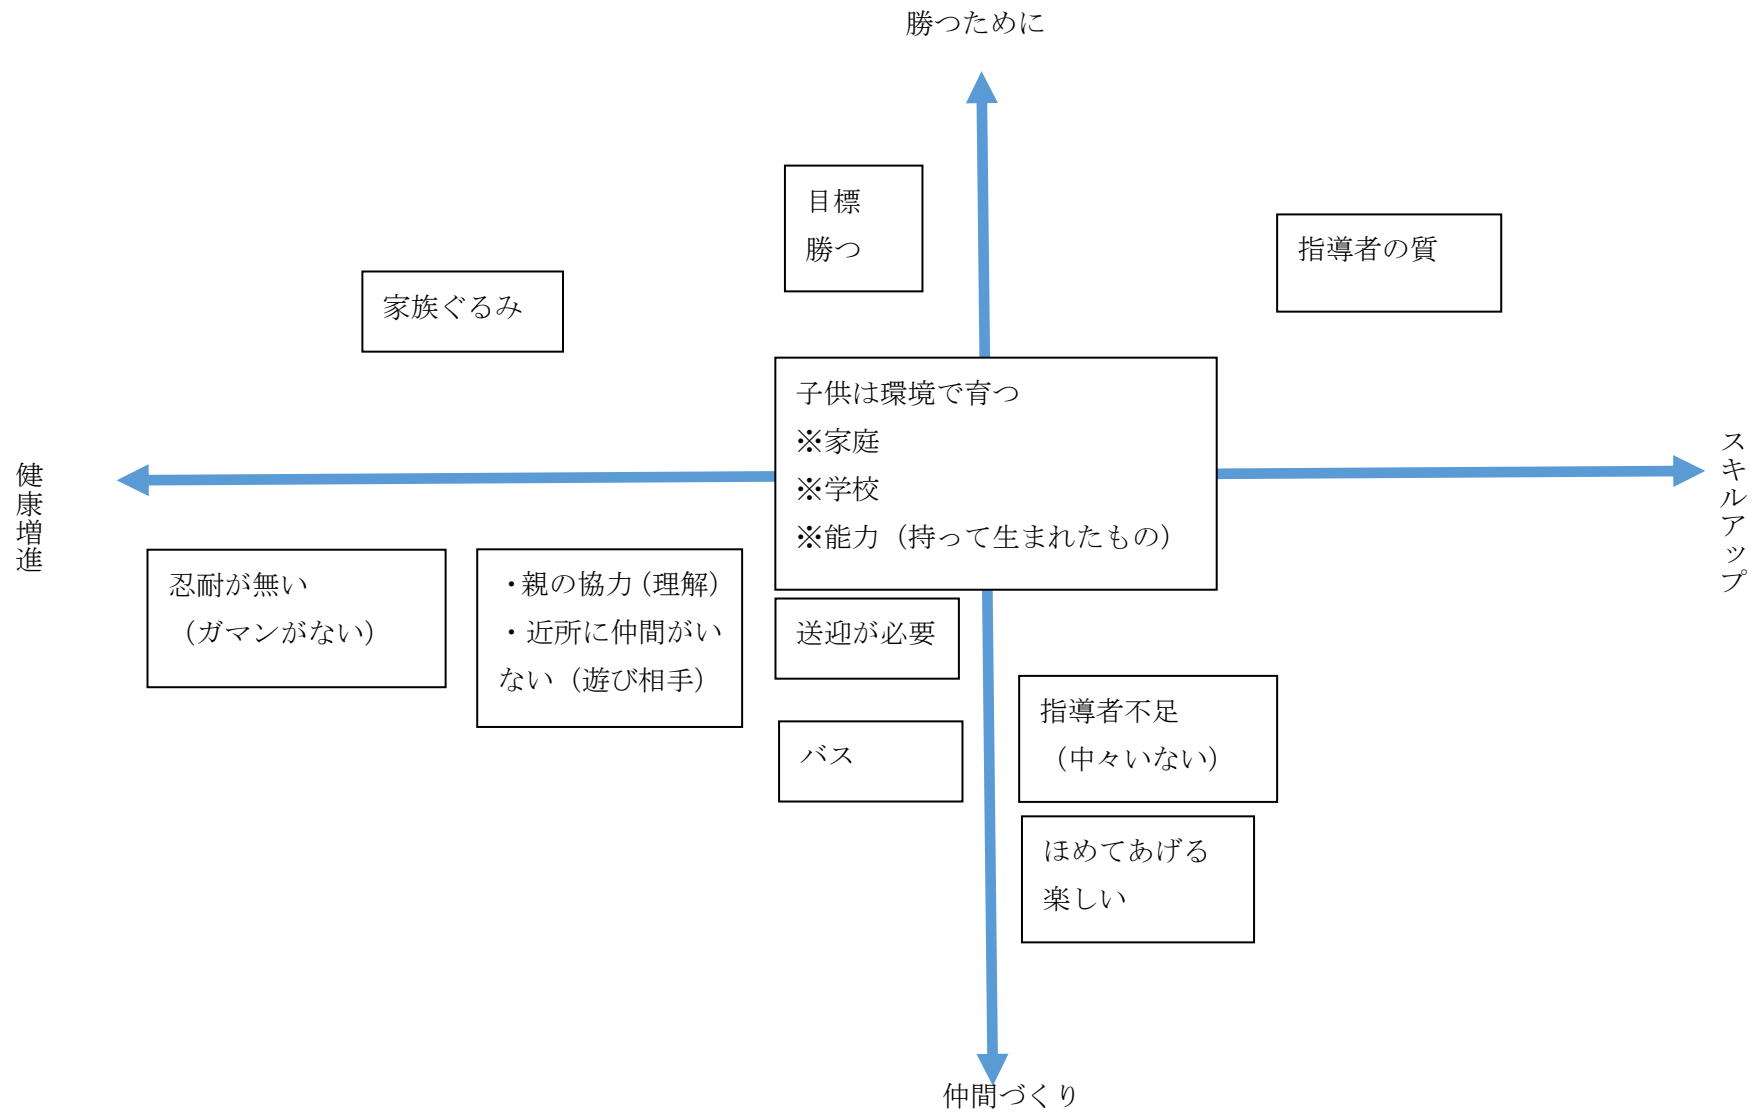 勝つために
目標
勝つ
指導者の質
家族ぐるみ
子供は環境で育つ
※家庭
※学校
※能力（持って生まれたもの）
健康増進
スキルアップ
忍耐が無い
（ガマンがない）
・親の協力（理解）
・近所に仲間がい
ない（遊び相手）
送迎が必要
バス
指導者不足
（中々いない）
ほめてあげる
楽しい
仲間づくり